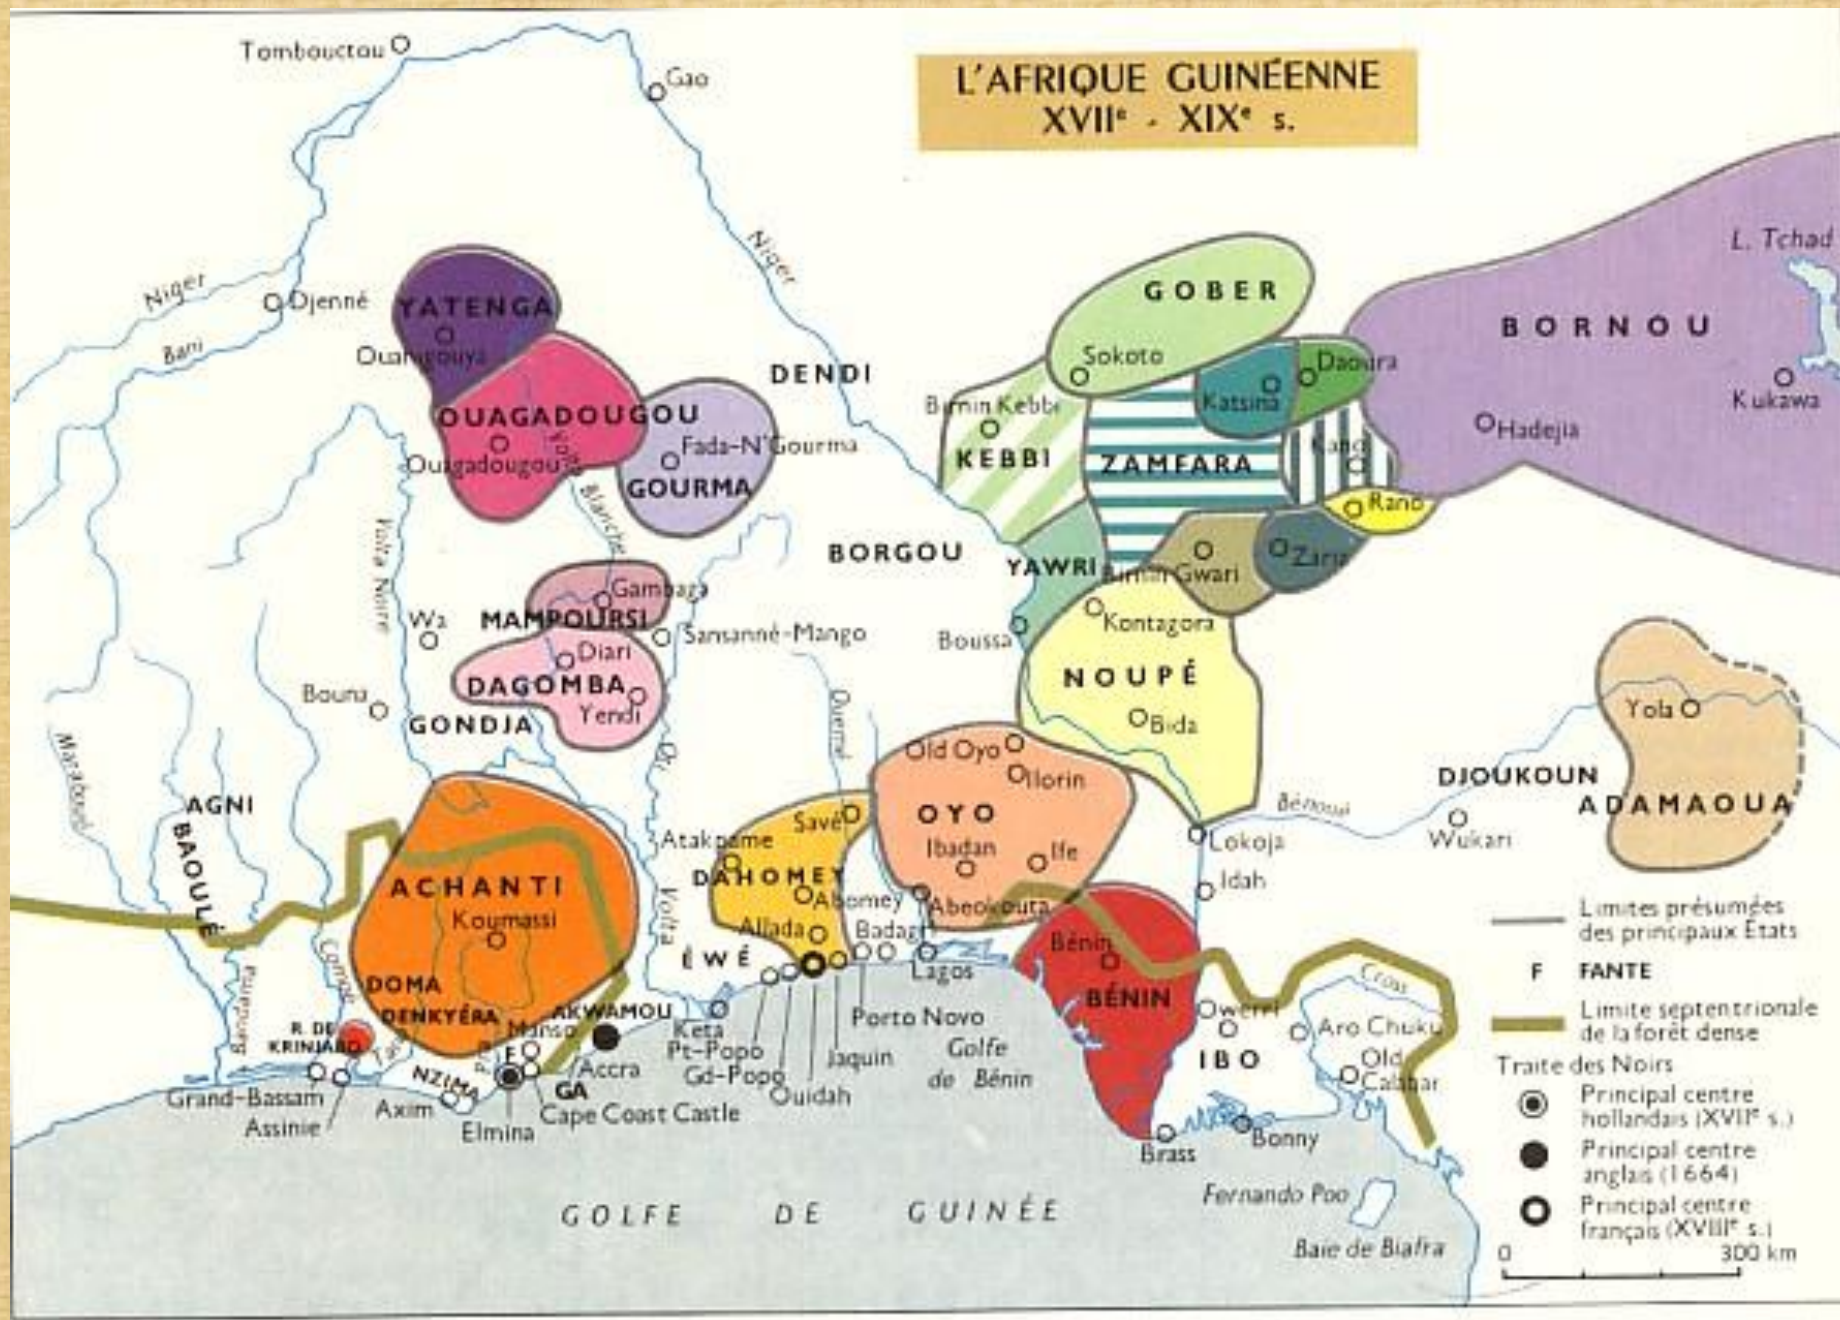 L'AFRIQUE GUINÉENNE
XVIIᵉ - XIXᵉ s.
Tombouctou
Gao
Niger
Niger
Djenné
Bani
L. Tchad
YATENGA
Ouahigouya
GOBER
BORNOU
DENDI
Sokoto
Daoura
Katsina
Kukawa
OUAGADOUGOU
Ouagadougou
Fada-N'Gourma
GOURMA
Birnin Kebbi
KEBBI
ZAMFARA
Kano
Hadejia
Rano
Volta Noire
Volta
Blanche
BORGOU
YAWRI
Birnin Gwari
Zaria
Gambaga
MAMPOURSI
Wa
Sansanné-Mango
Kontagora
Boussa
Diari
DAGOMBA
Yendi
Bouna
GONDJA
Oti
Ouémé
NOUPÉ
Bida
Yola
Maraboué
Old Oyo
Ilorin
DJOUKOUN
ADAMAOUA
AGNI
BAOULÉ
OYO
Bénoué
Wukari
Savé
Atakpame
Ibadan
Ife
Lokoja
DAHOMEY
Abomey
Abeokouta
Idah
ACHANTI
Koumassi
Volta
Allada
Badagri
Lagos
ÉWÉ
Bénin
BÉNIN
Cross
Comoé
Bandama
DOMA
DENKYÉRA
AKWAMOU
R. DE
KRINJABO
Tano
Manso
F
Pra
Accra
GA
NZIMA
Keta
Pt-Popo
Gd-Popo
Ouidah
Jaquin
Porto Novo
Golfe
de Bénin
Owerei
IBO
Aro Chuku
Old
Calabar
Grand-Bassam
Assinie
Axim
Elmina
Cape Coast Castle
Brass
Bonny
Fernando Poo
Baie de Biafra
GOLFE DE GUINÉE
Limites présumées
des principaux États
F FANTE
Limite septentrionale
de la forêt dense
Traite des Noirs
Principal centre
hollandais (XVIIᵉ s.)
Principal centre
anglais (1664)
Principal centre
français (XVIIIᵉ s.)
0 300 km